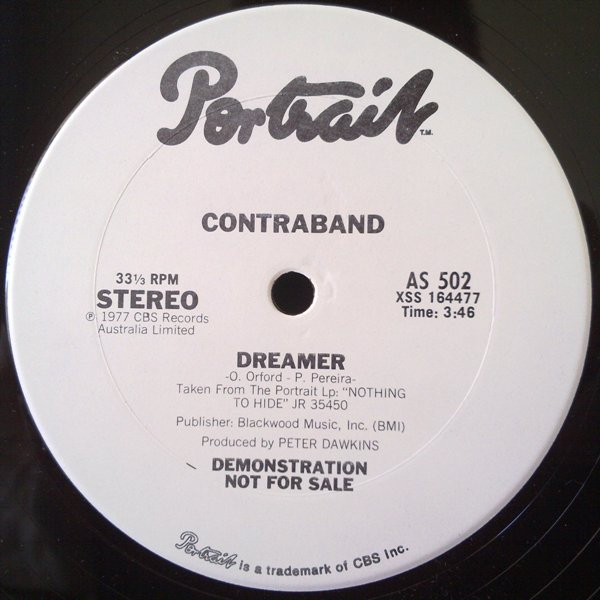 Portrait T.M.
CONTRABAND
33⅓ RPM
STEREO
℗ 1977 CBS Records
Australia Limited
AS 502
XSS 164477
Time: 3:46
DREAMER
-O. Orford - P. Pereira-
Taken From The Portrait Lp: "NOTHING
TO HIDE" JR 35450
Publisher: Blackwood Music, Inc. (BMI)
Produced by PETER DAWKINS
DEMONSTRATION
NOT FOR SALE
Portrait is a trademark of CBS Inc.